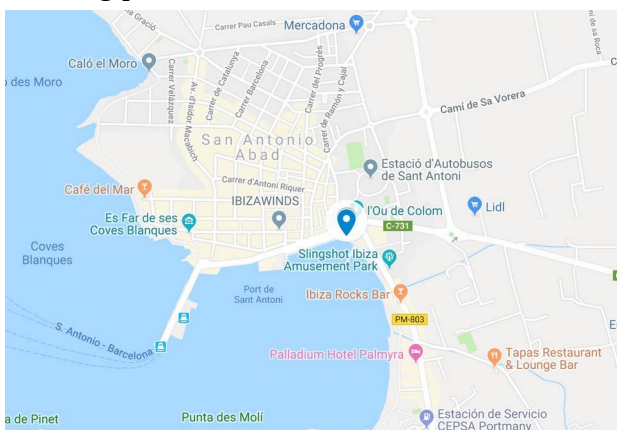 Carrer Pau Casals
Mercadona
Caló el Moro
des Moro
Carrer Velázquez
Av. d'Isidor Macabich
Carrer de Catalunya
Carrer Barcelona
Carrer del Progrés
Carrer de Ramón y Cajal
Camí de Sa Vorera
San Antonio
Abad
Estació d'Autobusos
de Sant Antoni
Carrer d'Antoni Riquer
Café del Mar
IBIZAWINDS
l'Ou de Colom
Lidl
Es Far de ses
Coves Blanques
C-731
Coves
Blanques
Slingshot Ibiza
Amusement Park
Port de
Sant Antoni
Ibiza Rocks Bar
PM-803
S. Antonio - Barcelona
Palladium Hotel Palmyra
Tapas Restaurant
& Lounge Bar
a de Pinet
Punta des Molí
Estación de Servicio
CEPSA Portmany